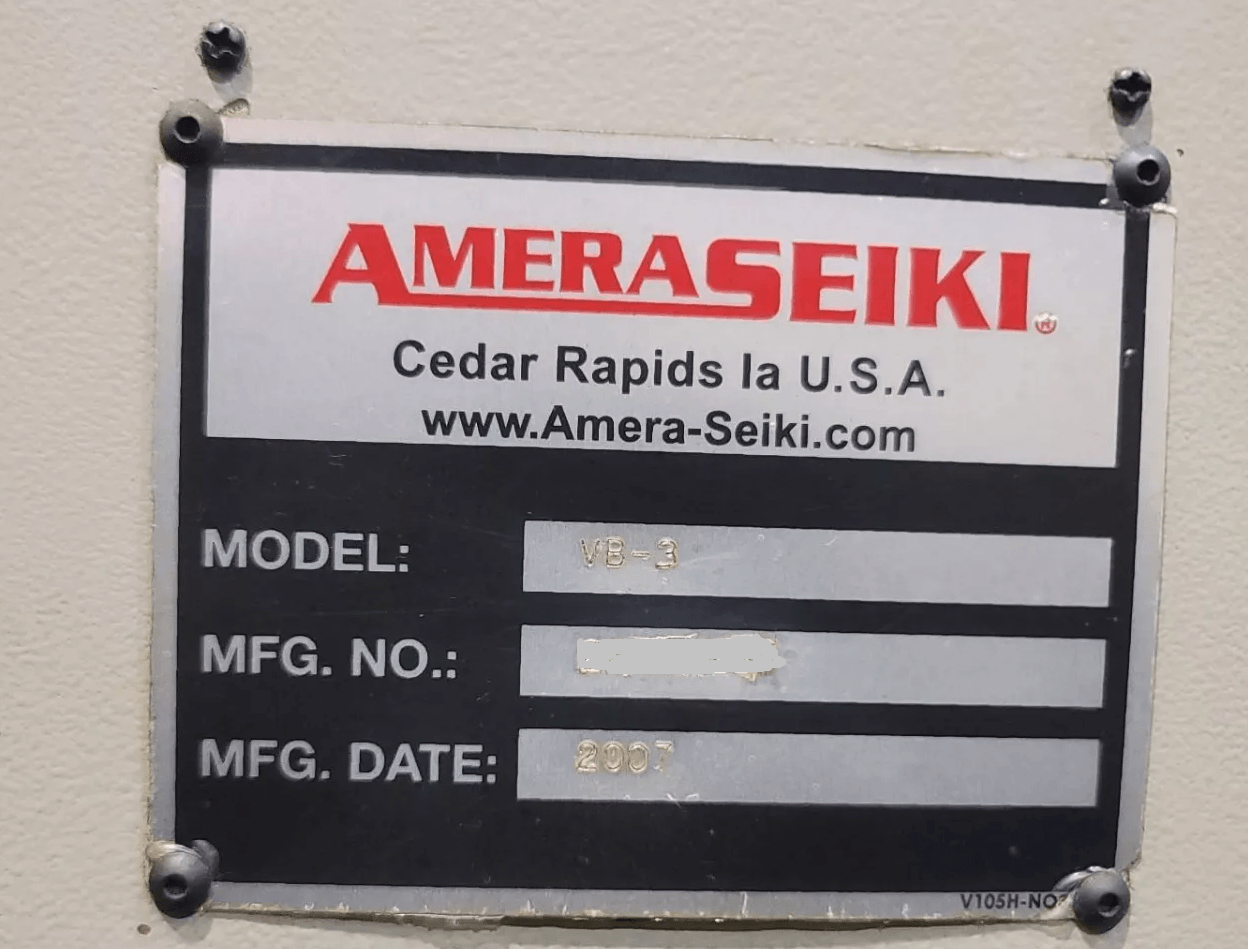 AMERASEIKI®
Cedar Rapids Ia U.S.A.
www.Amera-Seiki.com
MODEL: VB-3
MFG. NO.:
MFG. DATE: 2007